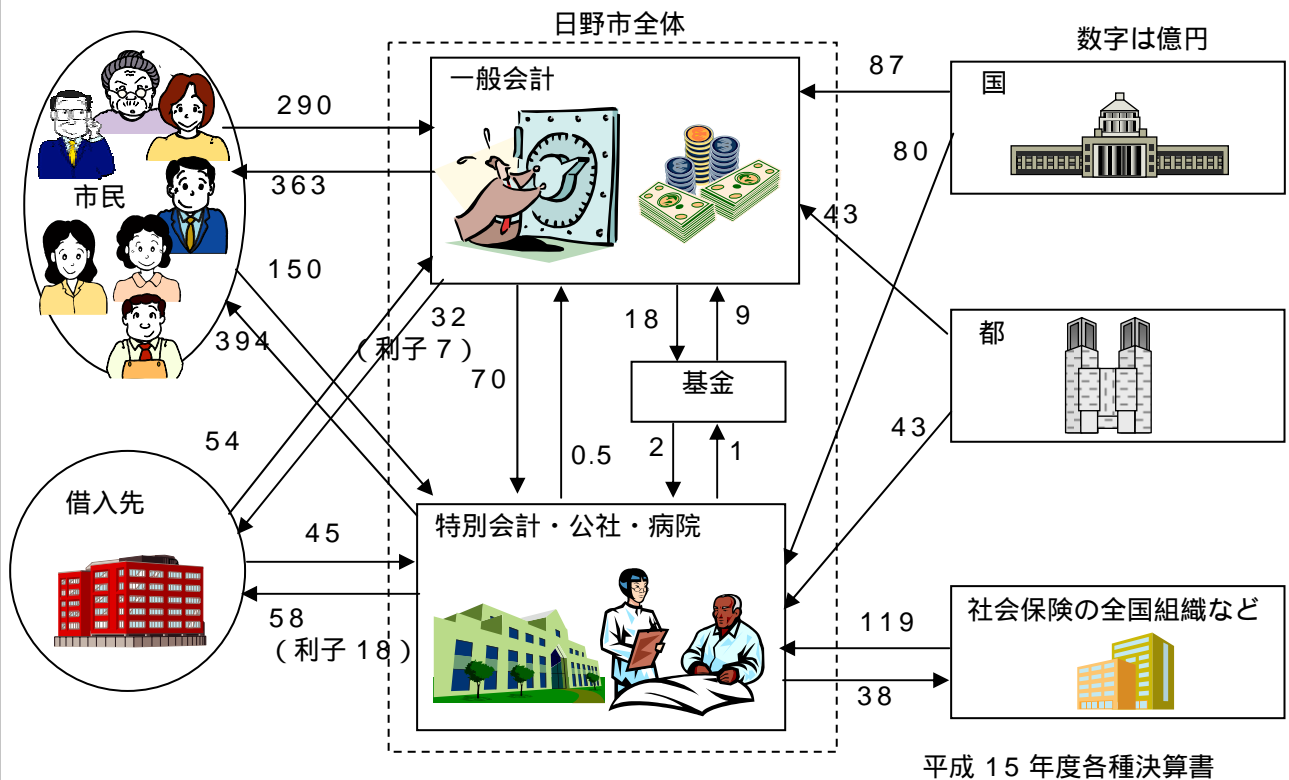 日野市全体
数字は億円
一般会計
87
国
290
80
市民
363
43
150
32
18
9
都
394
(利子7)
70
基金
54
0.5
2
1
43
借入先
特別会計・公社・病院
45
58
(利子18)
119
社会保険の全国組織など
38
平成 15 年度各種決算書